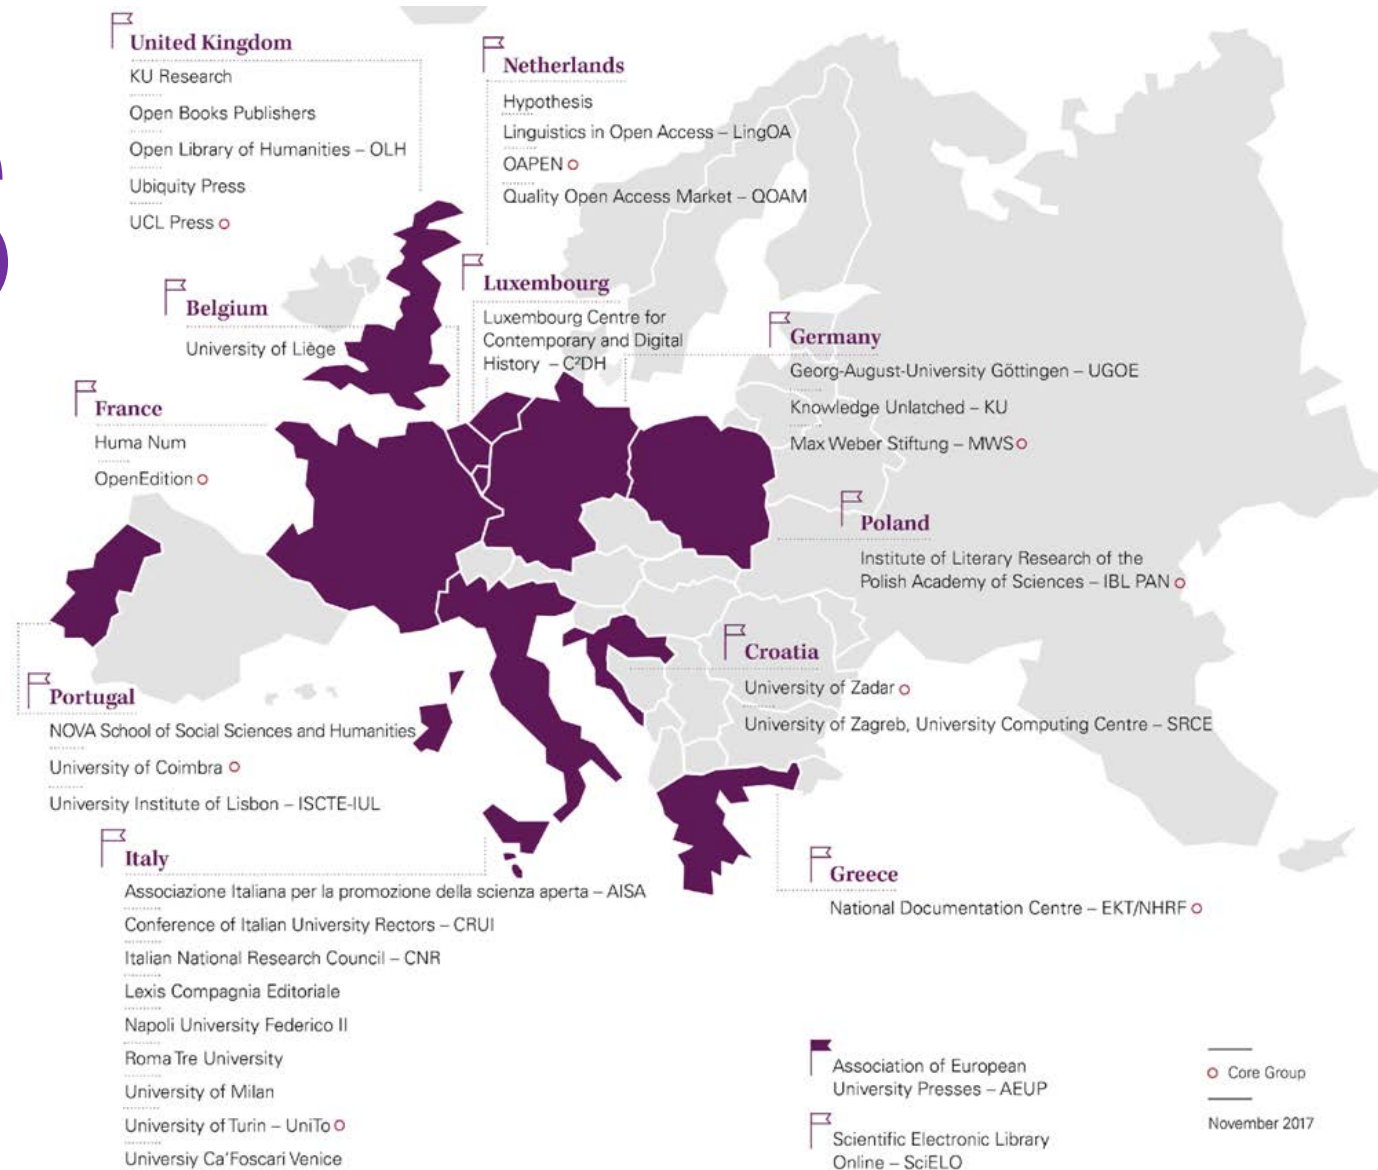 United Kingdom
KU Research
Open Books Publishers
Open Library of Humanities – OLH
Ubiquity Press
UCL Press
Netherlands
Hypothesis
Linguistics in Open Access – LingOA
OAPEN
Quality Open Access Market – QOAM
Belgium
University of Liège
Luxembourg
Luxembourg Centre for
Contemporary and Digital
History – C²DH
Germany
Georg-August-University Göttingen – UGOE
Knowledge Unlatched – KU
Max Weber Stiftung – MWS
France
Huma Num
OpenEdition
Poland
Institute of Literary Research of the
Polish Academy of Sciences – IBL PAN
Croatia
University of Zadar
University of Zagreb, University Computing Centre – SRCE
Portugal
NOVA School of Social Sciences and Humanities
University of Coimbra
University Institute of Lisbon – ISCTE-IUL
Italy
Associazione Italiana per la promozione della scienza aperta – AISA
Conference of Italian University Rectors – CRUI
Italian National Research Council – CNR
Lexis Compagnia Editoriale
Napoli University Federico II
Roma Tre University
University of Milan
University of Turin – UniTo
Universiy Ca'Foscari Venice
Greece
National Documentation Centre – EKT/NHRF
Association of European
University Presses – AEUP
Scientific Electronic Library
Online – SciELO
Core Group
November 2017